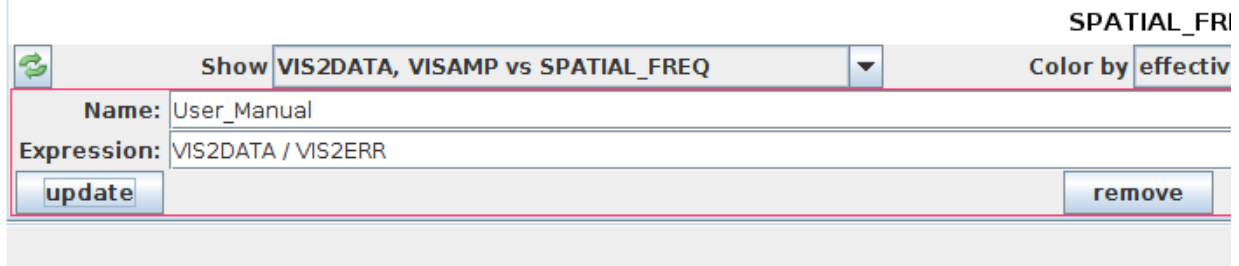 SPATIAL_FR
Show VIS2DATA, VISAMP vs SPATIAL_FREQ Color by effectiv
Name: User_Manual
Expression: VIS2DATA / VIS2ERR
update remove